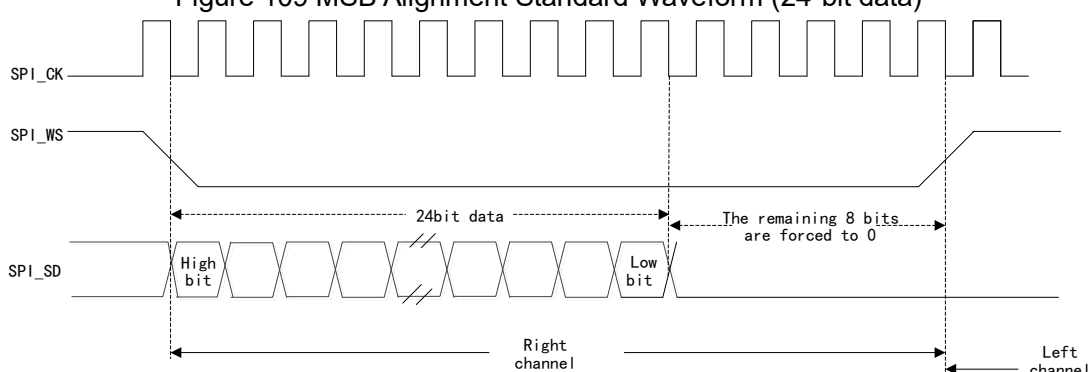 Figure 109 MSB Alignment Standard Waveform (24-bit data)
SPI_CK
SPI_WS
24bit data
The remaining 8 bits
are forced to 0
SPI_SD
High
bit
Low
bit
Right
channel
Left
channel